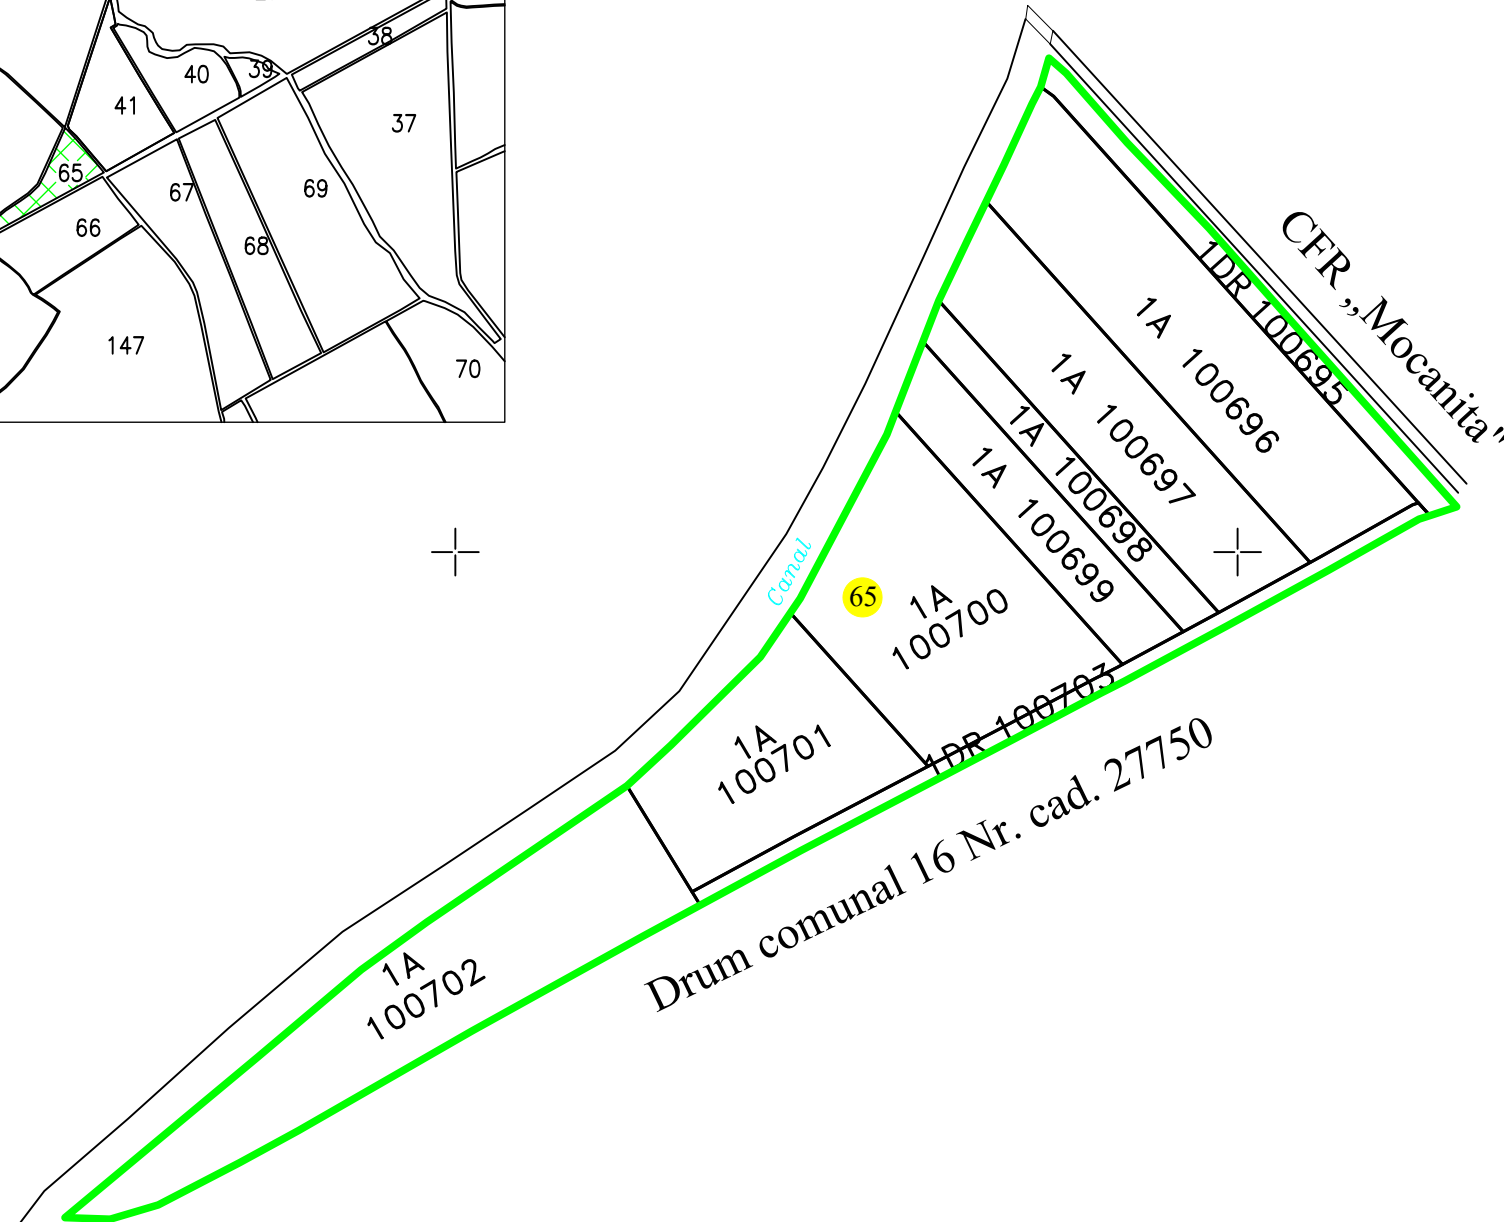 38
40
39
41
37
65
67
69
66
68
147
70
CFR „Mocanita"
1DR 100695
1A 100696
1A 100697
1A 100698
1A 100699
Canal
65
1A
100700
1DR 100703
1A
100701
Drum comunal 16 Nr. cad. 27750
1A
100702